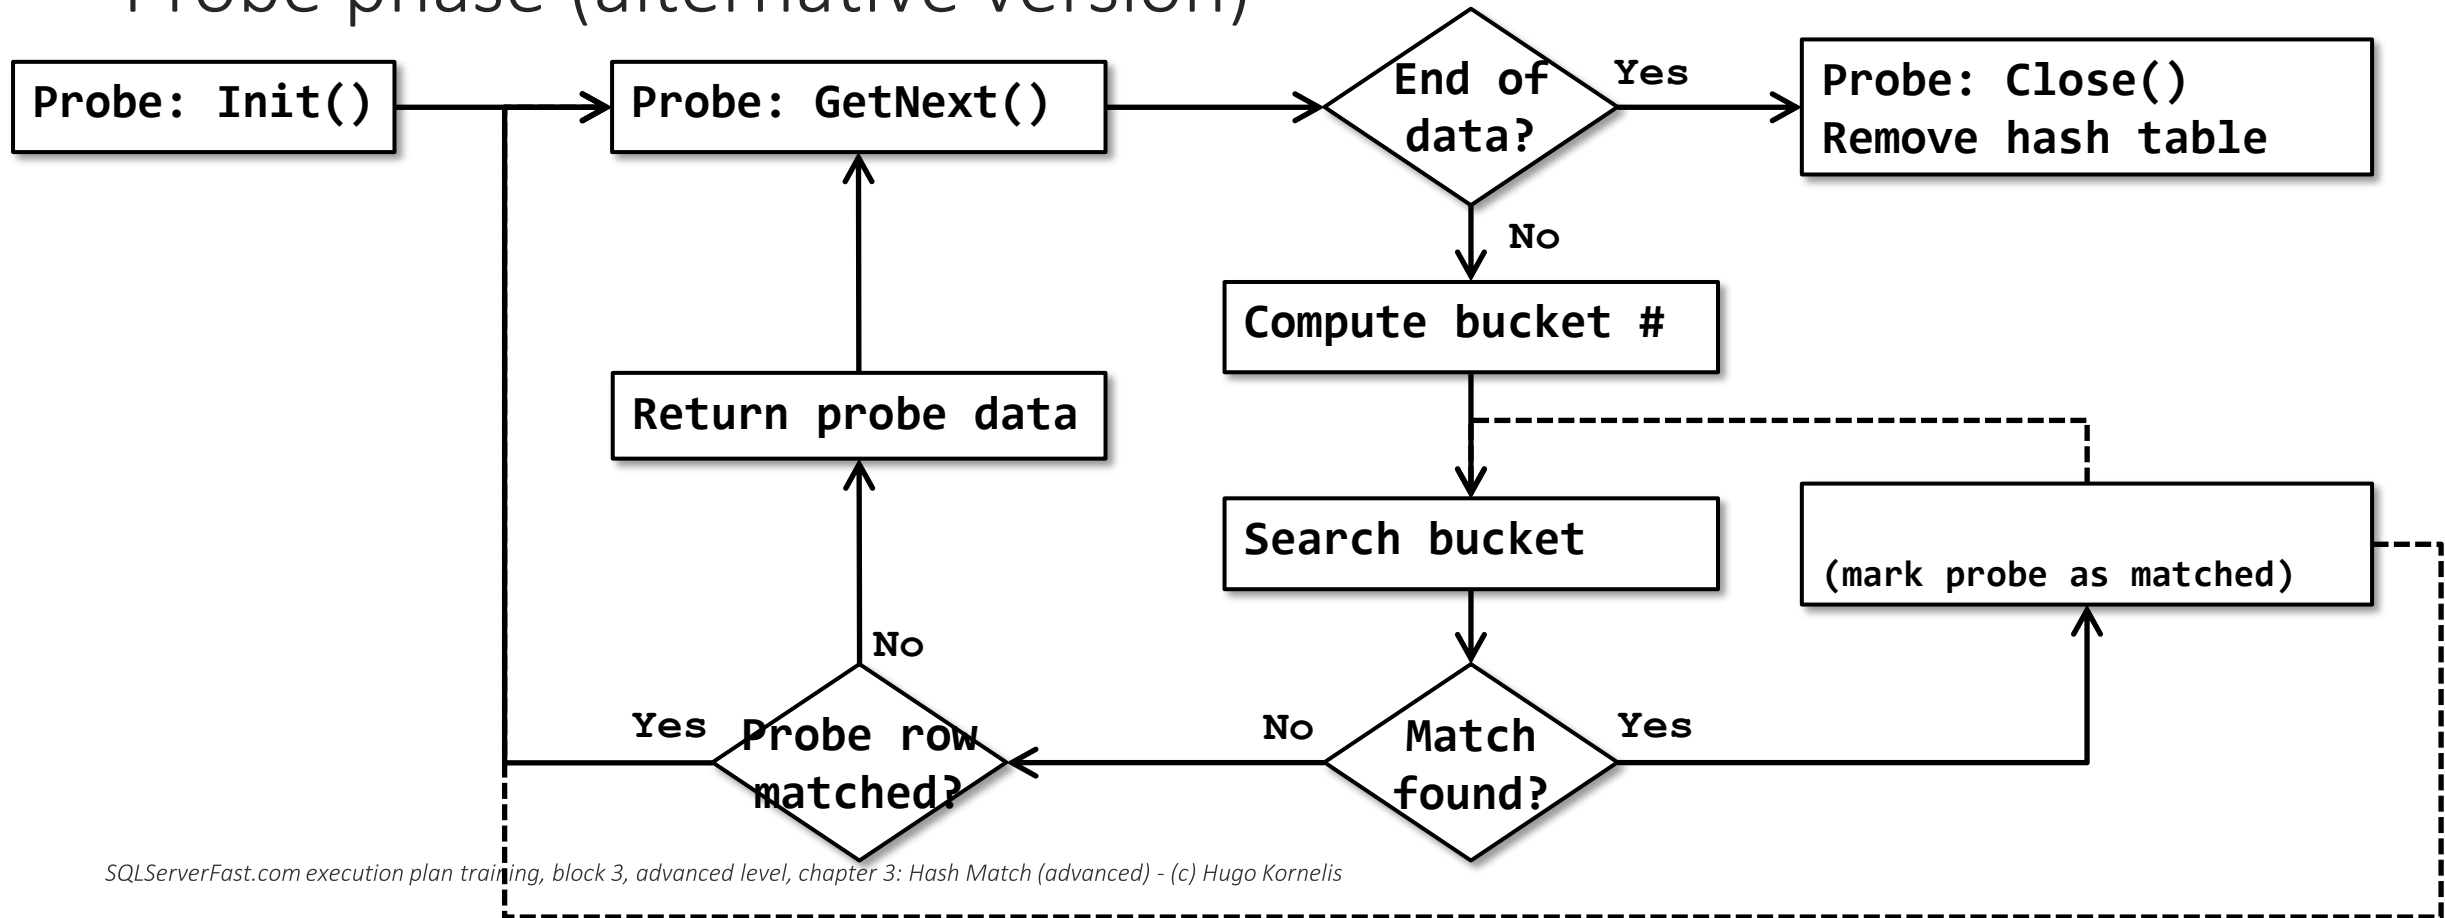 Probe phase (alternative version)
Probe: Init()
Probe: GetNext()
End of
data?
Yes
Probe: Close()
Remove hash table
No
Compute bucket #
Return probe data
Search bucket
(mark probe as matched)
No
Yes
Probe row
matched?
No
Match
found?
Yes
SQLServerFast.com execution plan training, block 3, advanced level, chapter 3: Hash Match (advanced) - (c) Hugo Kornelis